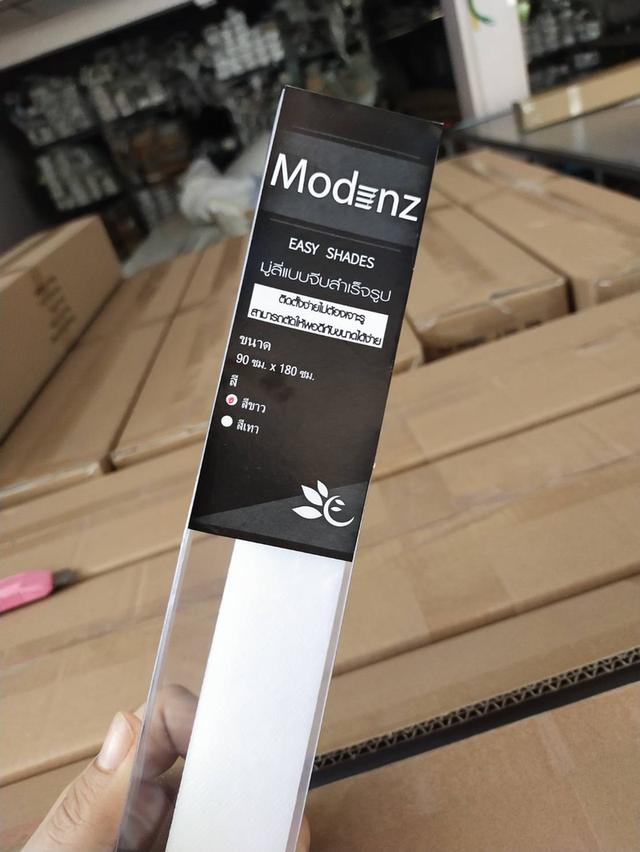 Modenz
EASY SHADES
มู่ลี่แบบจีบสำเร็จรูป
ติดตั้งง่ายไม่ต้องเจาะรู
สามารถตัดให้พอดีกับขนาดได้ง่าย
ขนาด
90 ซม. x 180 ซม.
สี
สีขาว
สีเทา